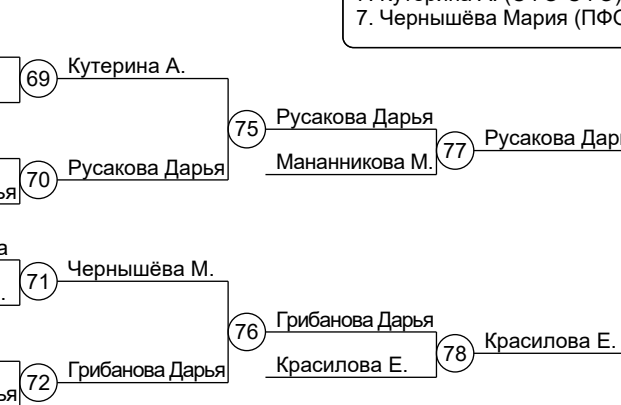 7. Чернышёва Мария (ПФО
69 Кутерина А.
75 Русакова Дарья
77 Русакова
Мананникова М.
70 Русакова Дарья
71 Чернышёва М.
76 Грибанова Дарья
78 Красилова Е.
Красилова Е.
72 Грибанова Дарья